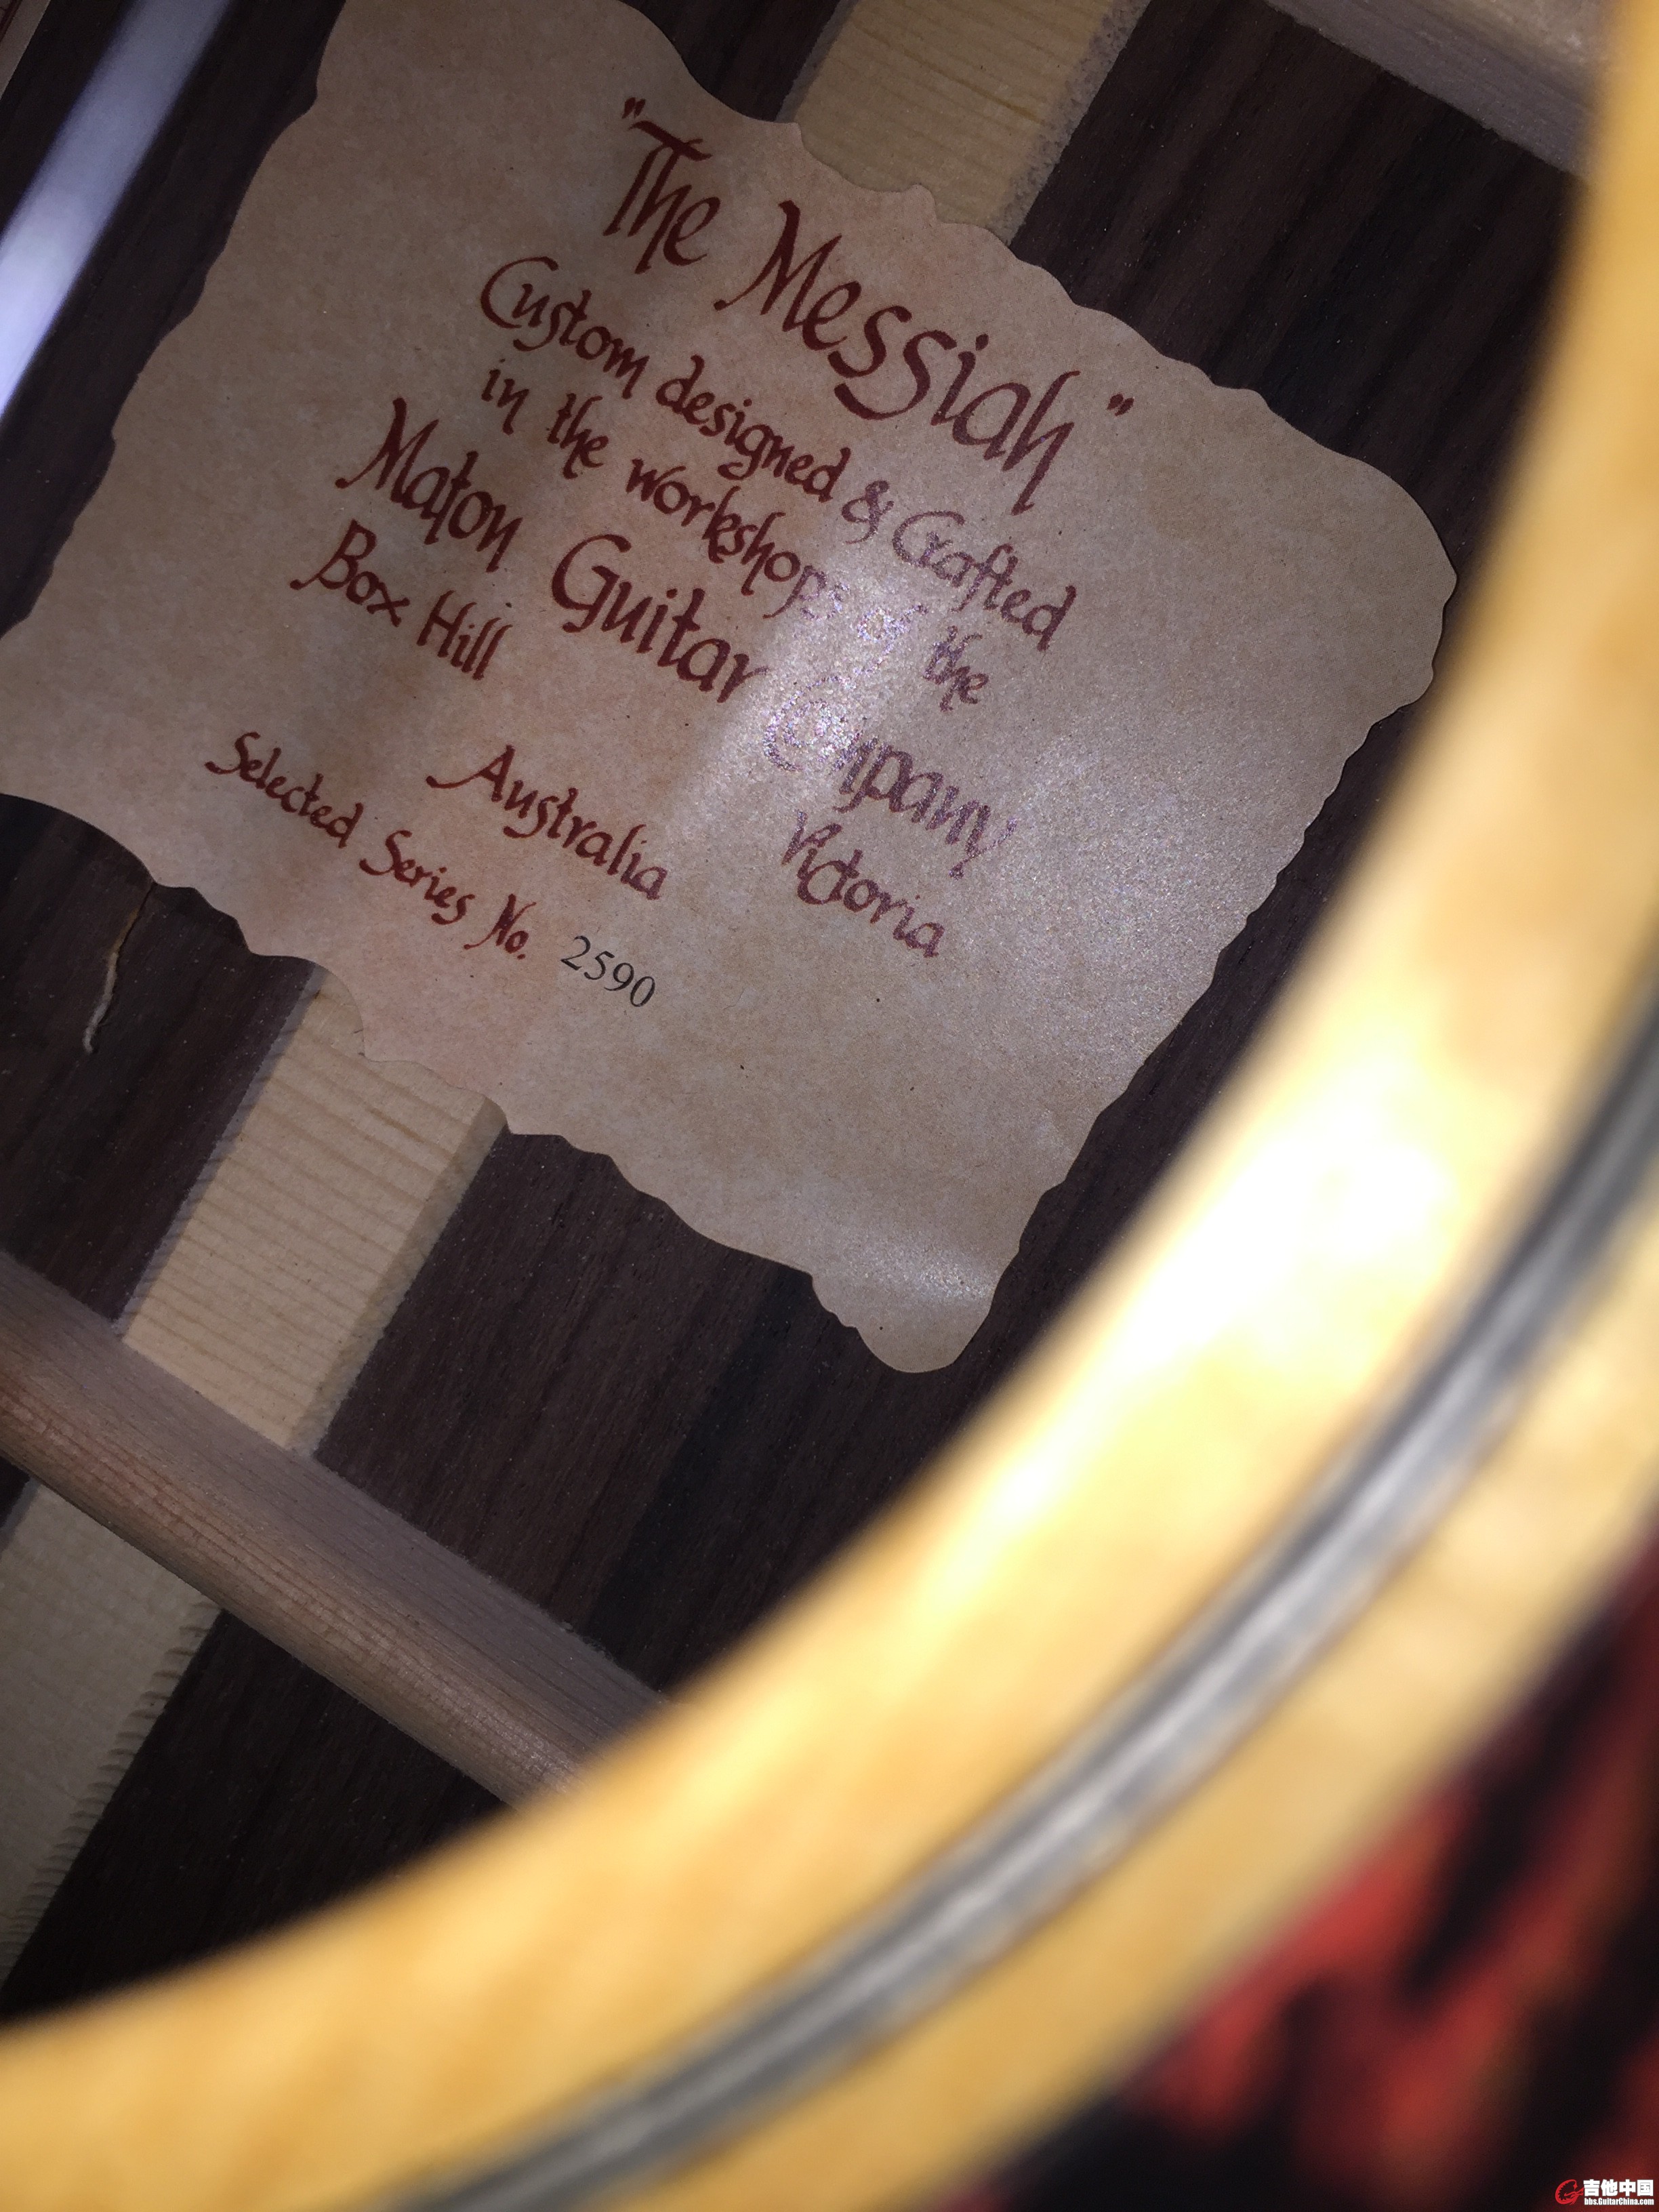 "The Messiah"
Custom designed & Crafted
in the workshops of the
Maton Guitar Company
Box Hill Victoria
Australia
Selected Series No. 2590
吉他中国
bbs.GuitarChina.com